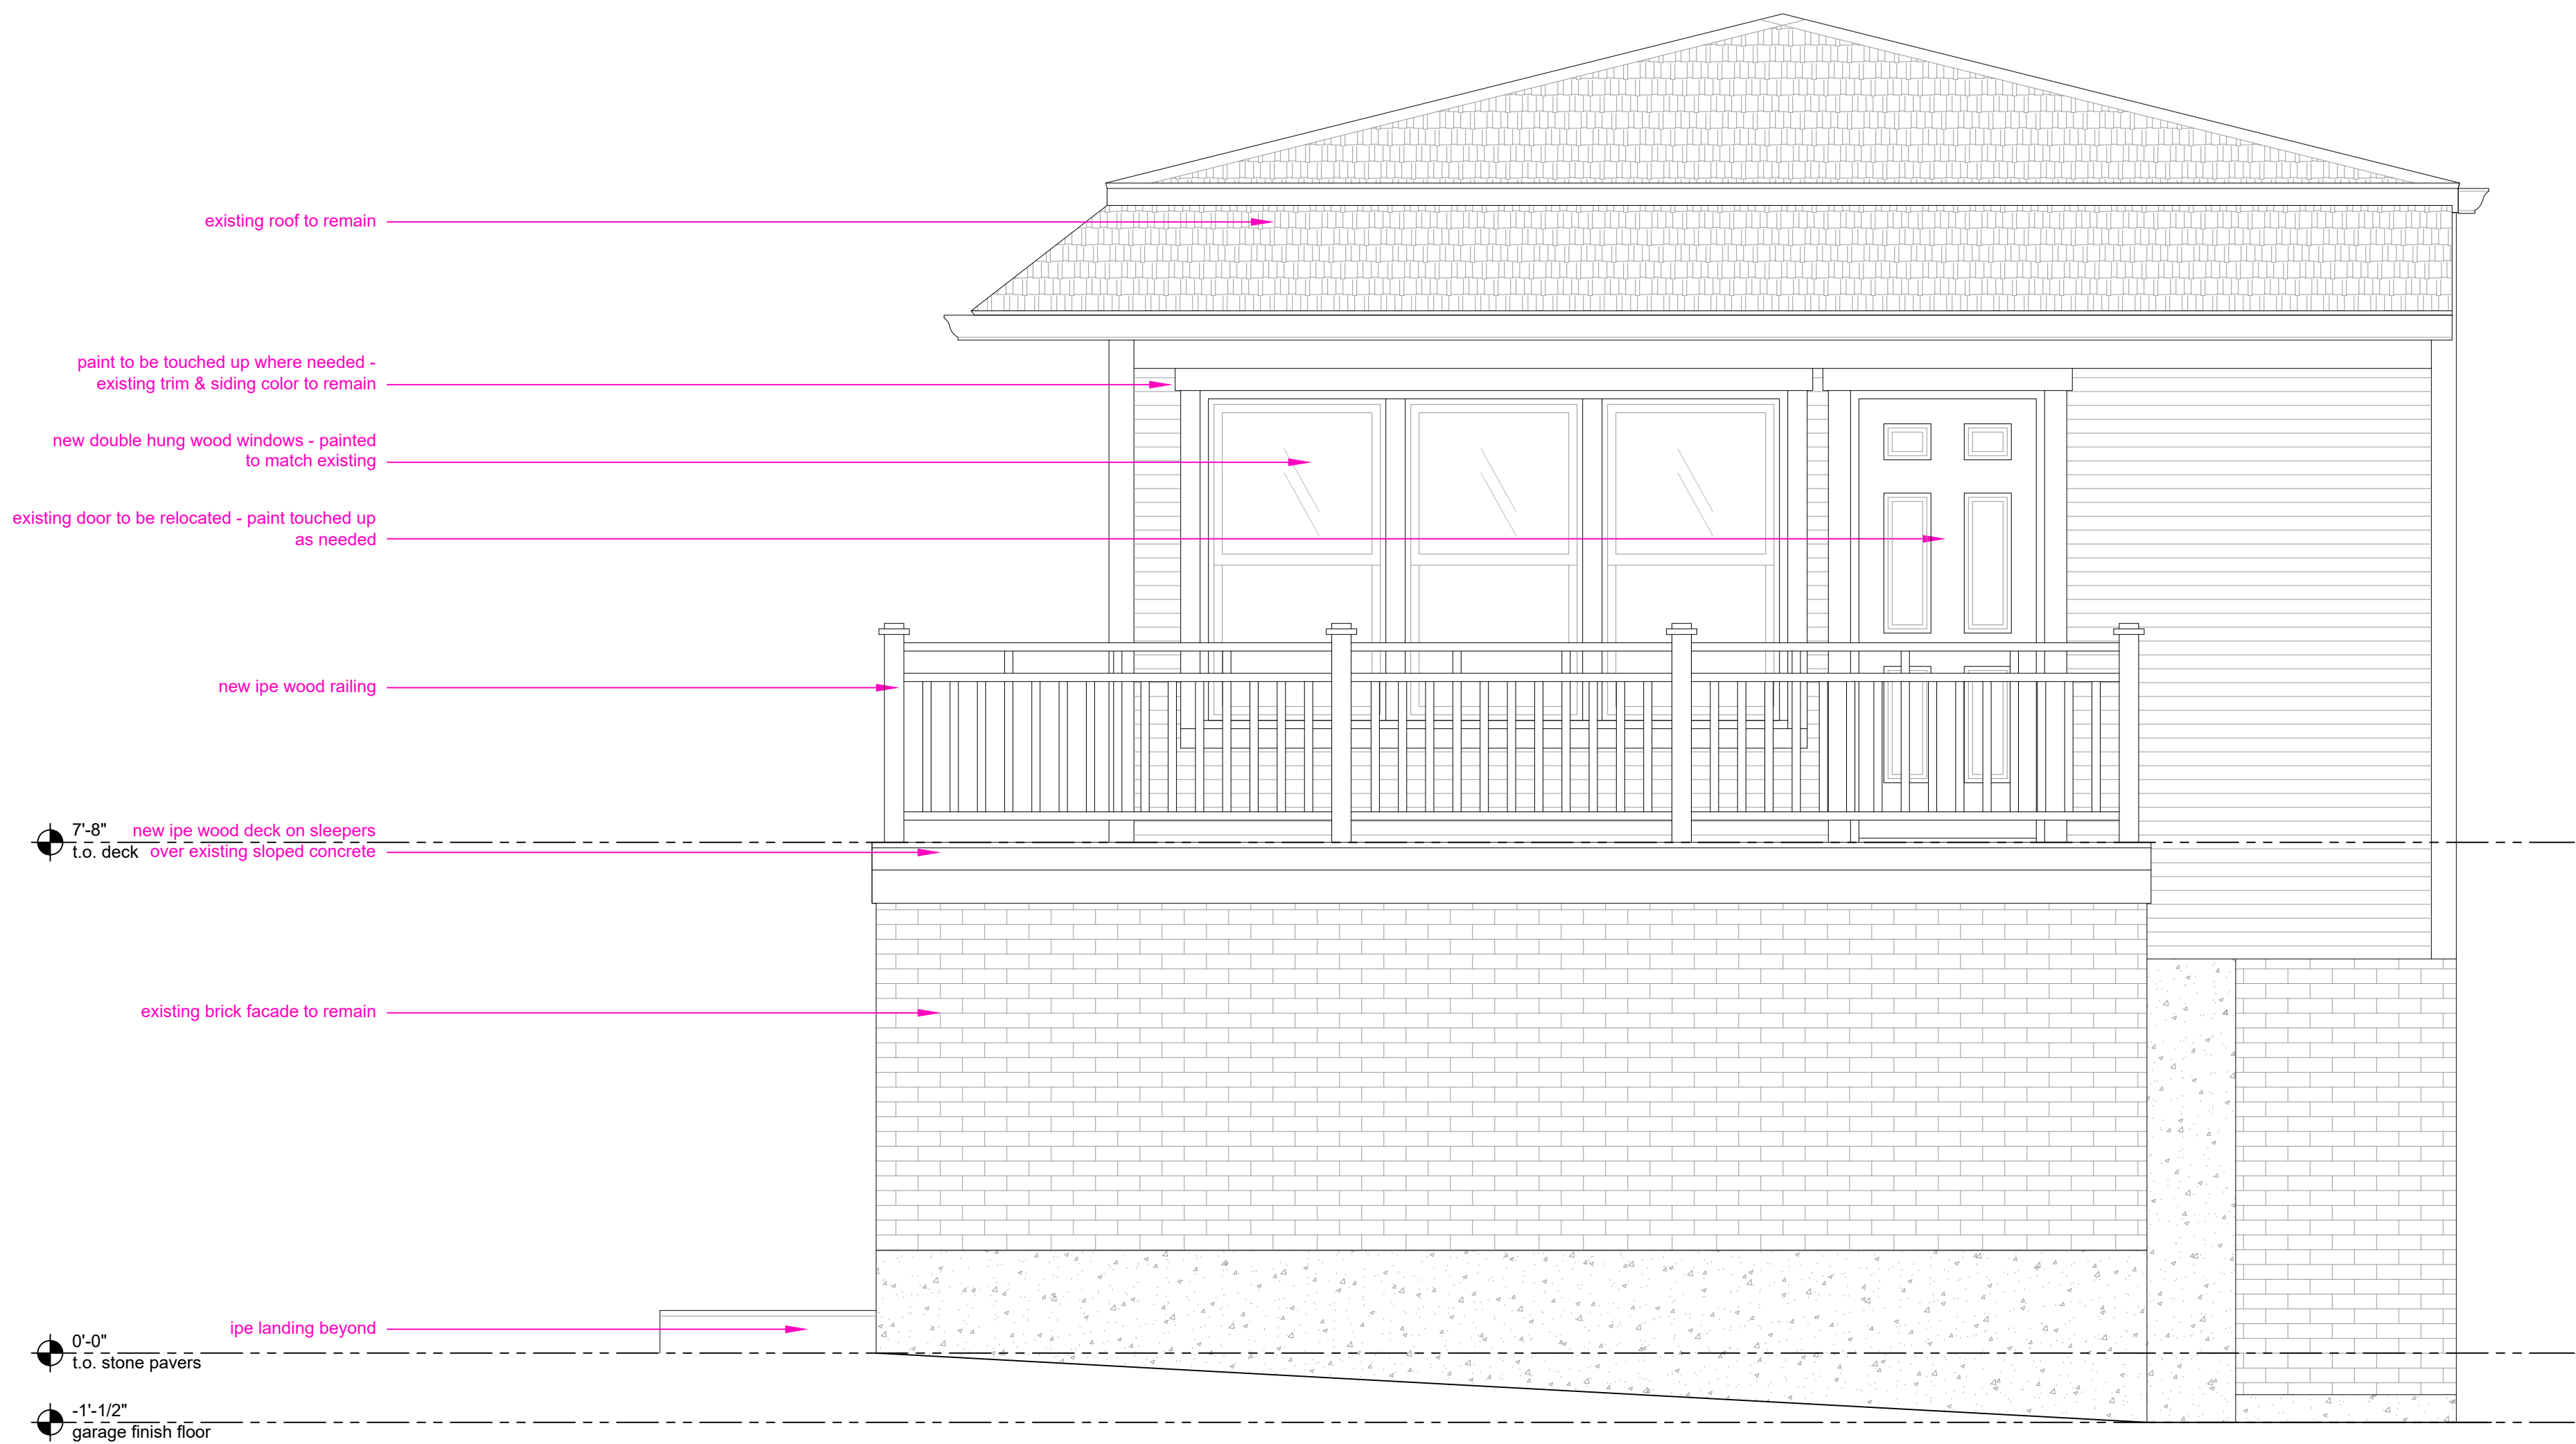 existing roof to remain
paint to be touched up where needed -
existing trim & siding color to remain
new double hung wood windows - painted
to match existing
existing door to be relocated - paint touched up
as needed
new ipe wood railing
7'-8"
t.o. deck
new ipe wood deck on sleepers
over existing sloped concrete
existing brick facade to remain
ipe landing beyond
0'-0"
t.o. stone pavers
-1'-1/2"
garage finish floor